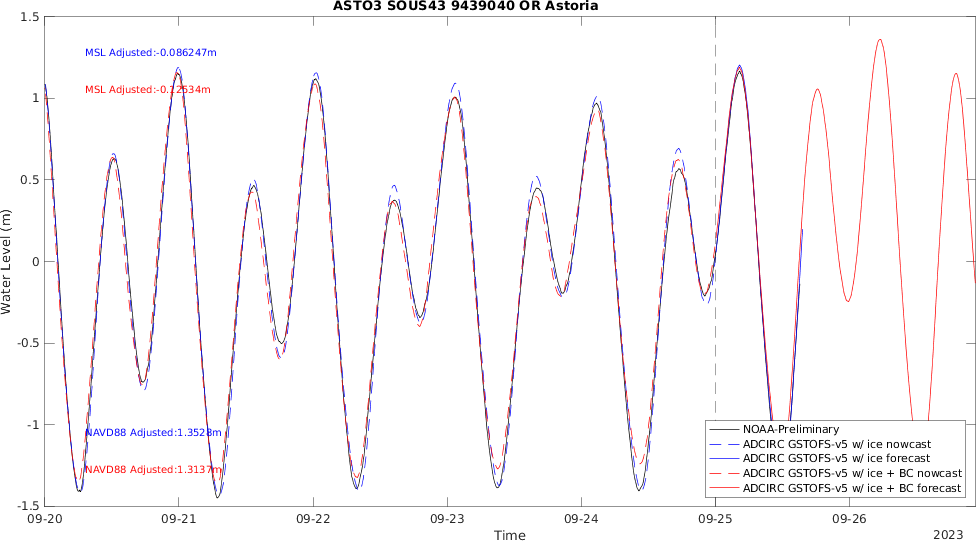 ASTO3 SOUS43 9439040 OR Astoria
MSL Adjusted:-0.086247m
MSL Adjusted:-0.12534m
NAVD88 Adjusted:1.3528m
NAVD88 Adjusted:1.3137m
Water Level (m)
1.5
1
0.5
0
-0.5
-1
-1.5
09-20
09-21
09-22
09-23
09-24
09-25
09-26
Time
2023
NOAA-Preliminary
ADCIRC GSTOFS-v5 w/ ice nowcast
ADCIRC GSTOFS-v5 w/ ice forecast
ADCIRC GSTOFS-v5 w/ ice + BC nowcast
ADCIRC GSTOFS-v5 w/ ice + BC forecast